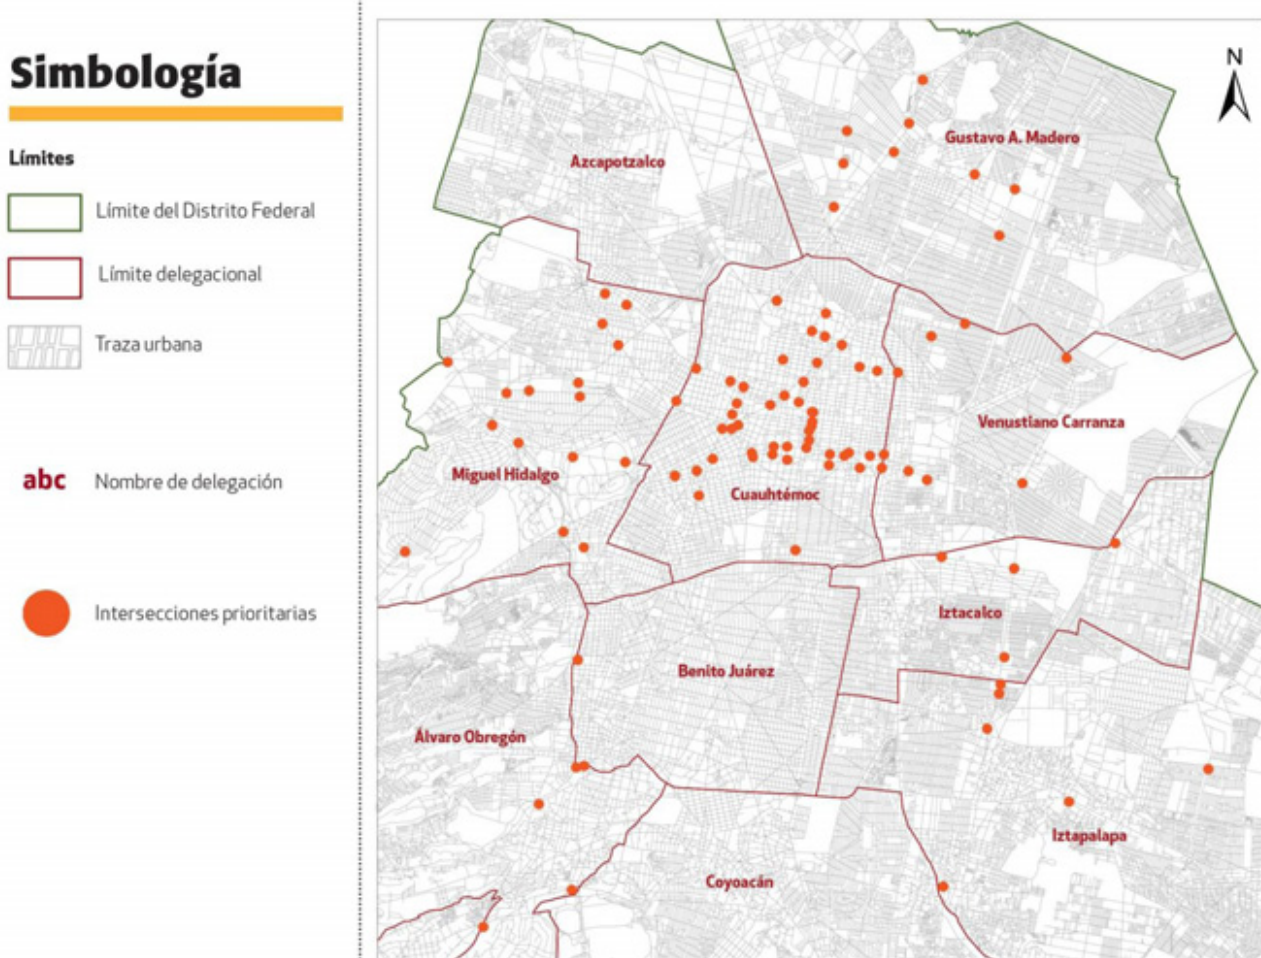 Simbología
Límites
Límite del Distrito Federal
Límite delegacional
Traza urbana
abc Nombre de delegación
Intersecciones prioritarias
N
Gustavo A. Madero
Azcapotzalco
Venustiano Carranza
Miguel Hidalgo
Cuauhtémoc
Iztacalco
Benito Juárez
Álvaro Obregón
Iztapalapa
Coyoacán